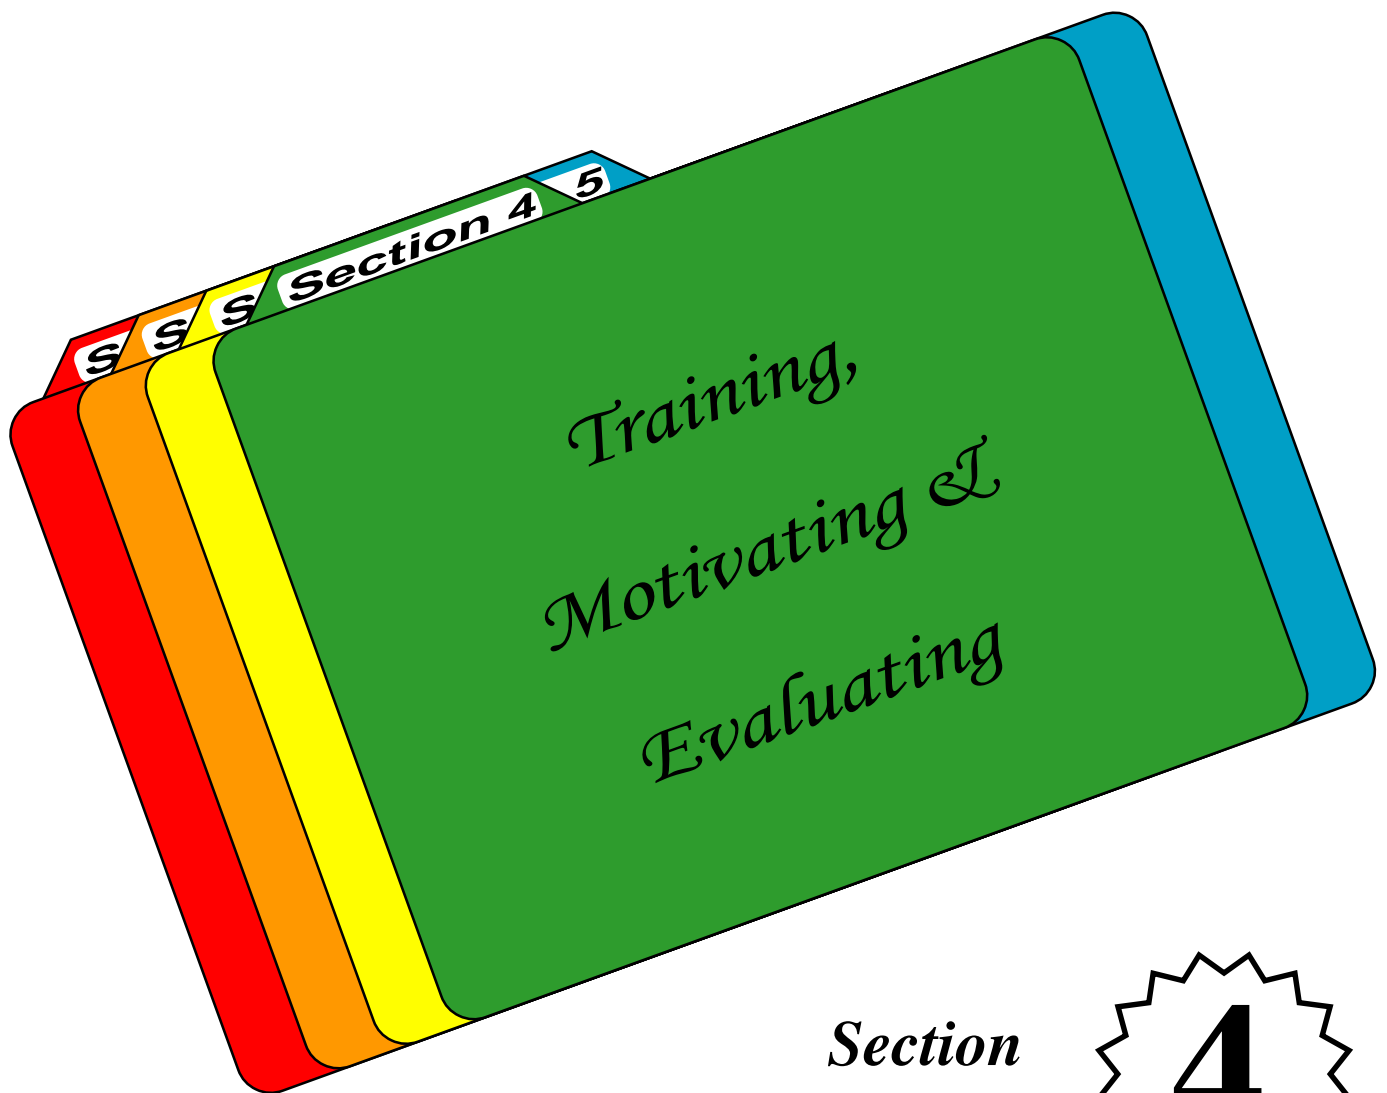 S
S
S
Section 4
5
Training,
Motivating &
Evaluating
Section
4